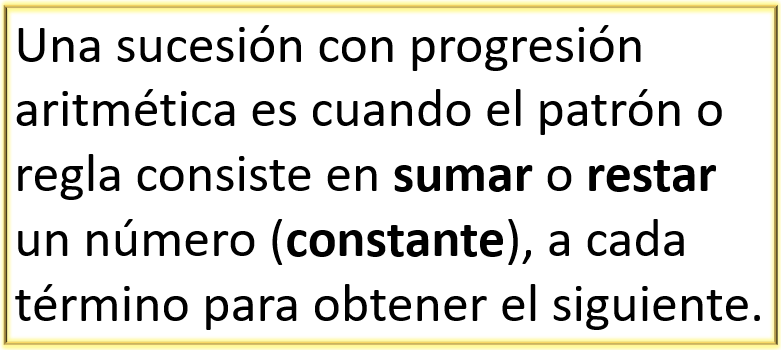 Una sucesión con progresión
aritmética es cuando el patrón o
regla consiste en sumar o restar
un número (constante), a cada
término para obtener el siguiente.